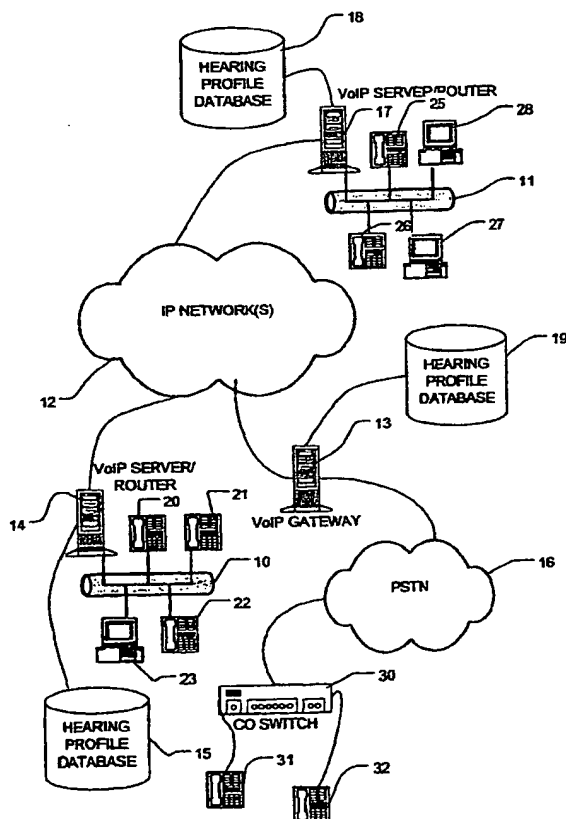 18
HEARING
PROFILE
DATABASE
VoIP SERVER/ROUTER
17
25
28
11
26
27
IP NETWORK(S)
12
19
HEARING
PROFILE
DATABASE
13
VoIP GATEWAY
VoIP SERVER/
ROUTER
14
20
21
10
22
23
16
PSTN
30
CO SWITCH
HEARING
PROFILE
DATABASE
15
31
32